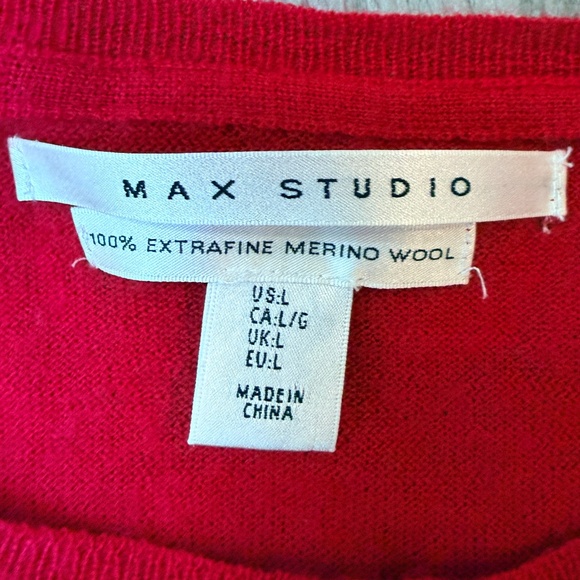 MAX STUDIO
100% EXTRAFINE MERINO WOOL
US:L
CA:L/G
UK:L
EU:L
MADE IN
CHINA